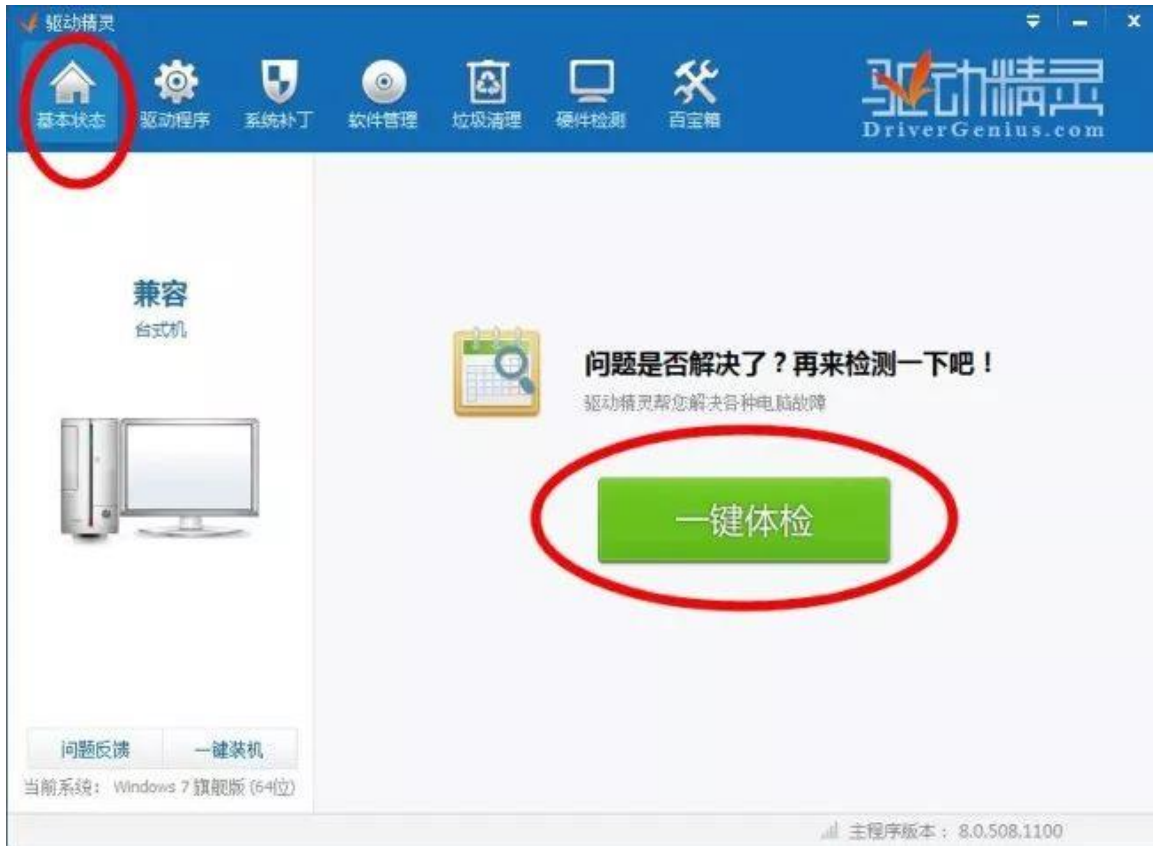 驱动精灵
基本状态 驱动程序 系统补丁 软件管理 垃圾清理 硬件检测 百宝箱
驱动精灵
DriverGenius.com
兼容
台式机
问题是否解决了？再来检测一下吧！
驱动精灵帮您解决各种电脑故障
一键体检
问题反馈 一键装机
当前系统： Windows 7 旗舰版 (64位)
主程序版本： 8.0.508.1100